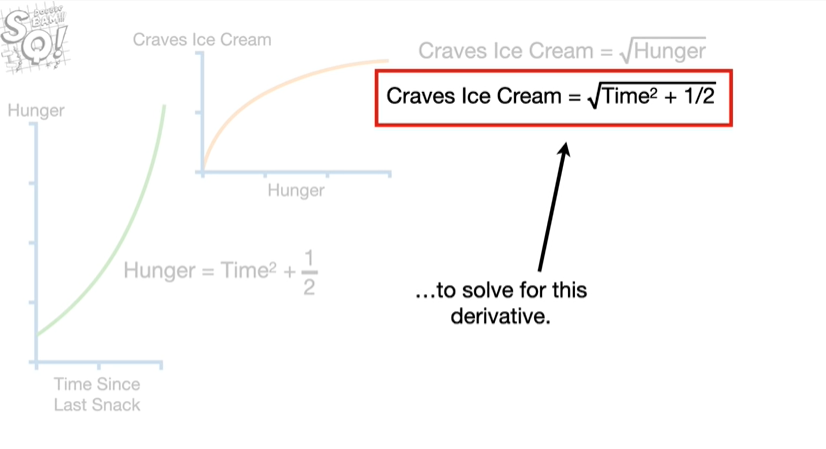 Craves Ice Cream
Craves Ice Cream = √Hunger
Craves Ice Cream = √Time² + 1/2
Hunger
Hunger
Hunger = Time² + 1/2
…to solve for this
derivative.
Time Since
Last Snack